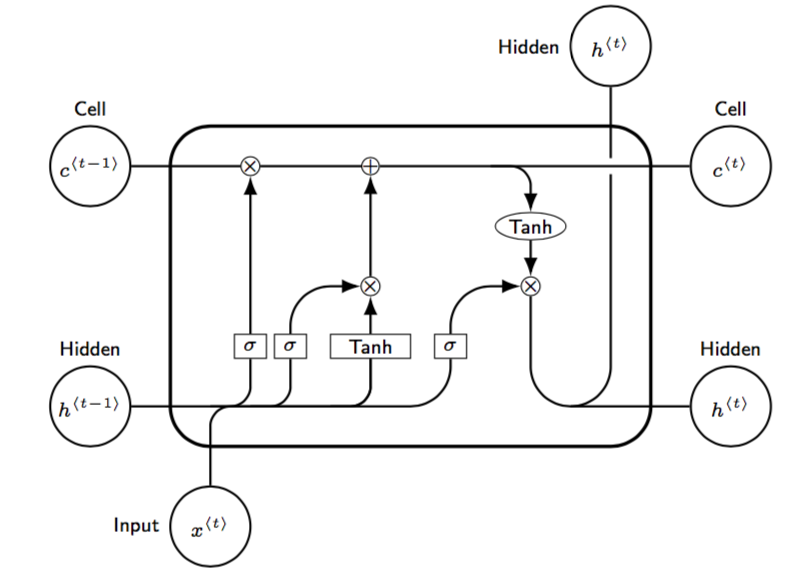 Hidden
h⟨t⟩
Cell
Cell
c⟨t−1⟩
c⟨t⟩
×
+
Tanh
×
×
σ
σ
Tanh
σ
Hidden
Hidden
h⟨t−1⟩
h⟨t⟩
Input
x⟨t⟩